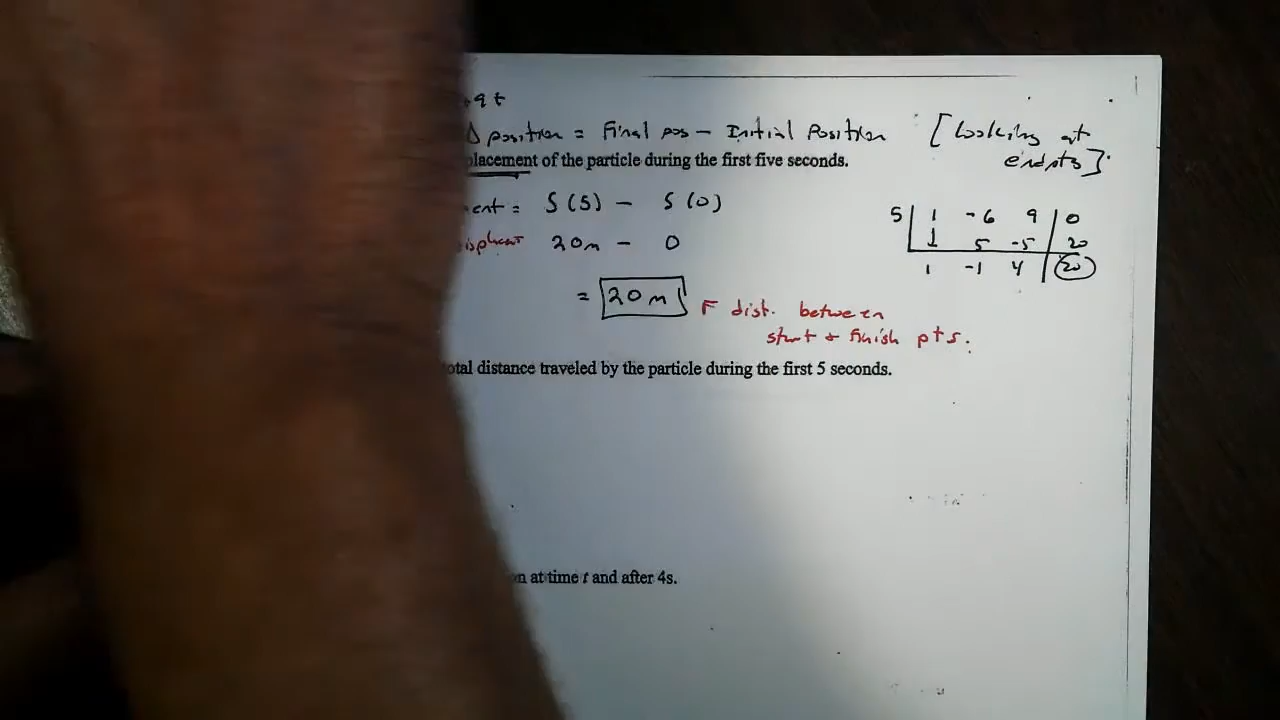 9t
Δ position = Final pos - Initial Position [Looking at
endpts]
placement of the particle during the first five seconds.
ent = S(5) - S(0)
20m - 0
= 20 m
dist. between
start + finish pts.
5 | 1 -6 9 | 0
↓ 5 -5 | 20
1 -1 4 | 20
otal distance traveled by the particle during the first 5 seconds.
n at time t and after 4s.